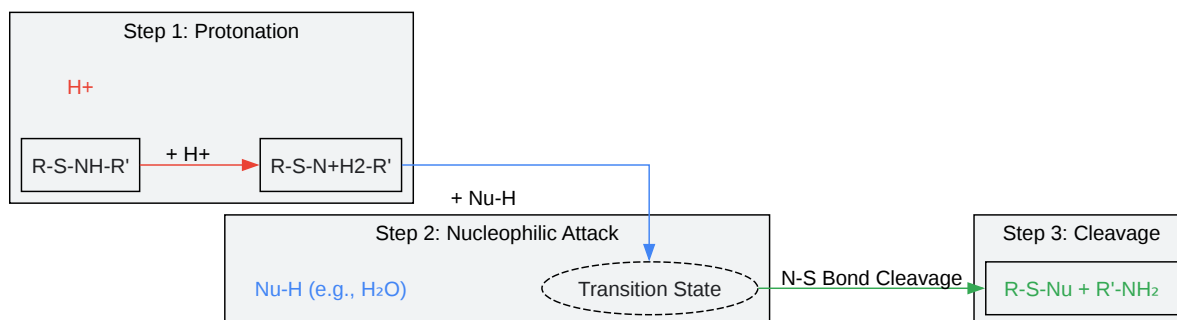 Step 1: Protonation
H+
R-S-NH-R'
+ H+
R-S-N+H2-R'
+ Nu-H
Step 2: Nucleophilic Attack
Nu-H (e.g., H₂O)
Transition State
N-S Bond Cleavage
Step 3: Cleavage
R-S-Nu + R'-NH₂